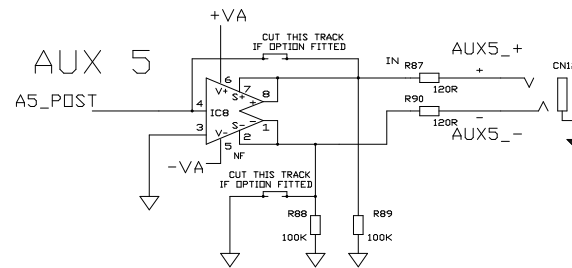 +VA
CUT THIS TRACK
IF OPTION FITTED
AUX 5
IN
R87
AUX5_+
+
CN1
6
V+
7
S+
8
+
120R
A5_POST
4
IC8
R90
3
1
-
S-
2
V-
5
120R
-
AUX5_-
-VA
NF
CUT THIS TRACK
IF OPTION FITTED
R88
R89
100K
100K